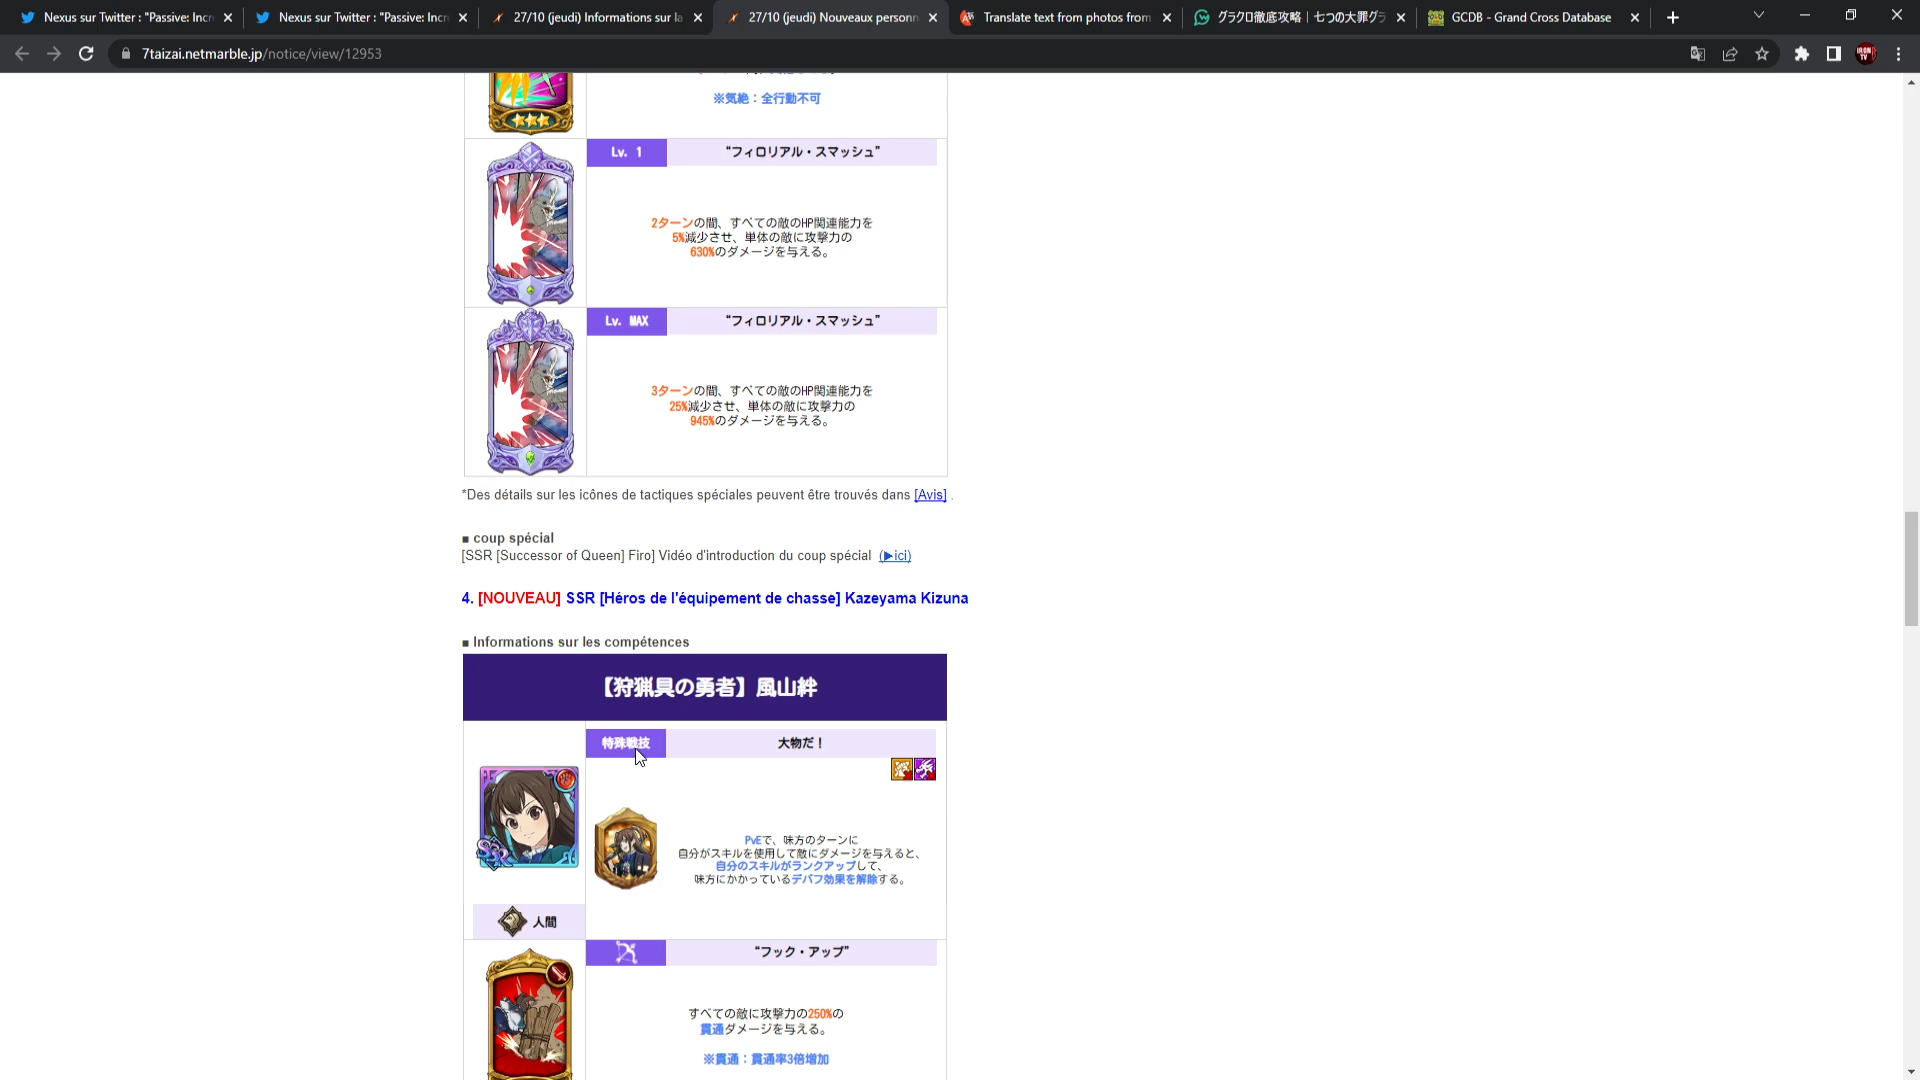 Nexus sur Twitter : "Passive: Incr
Nexus sur Twitter : "Passive: Incr
27/10 (jeudi) Informations sur la
27/10 (jeudi) Nouveaux personn
Translate text from photos from
グラクロ徹底攻略 | 七つの大罪グラ
GCDB - Grand Cross Database
7taizai.netmarble.jp/notice/view/12953
※気絶：全行動不可
Lv. 1
“フィロリアル・スマッシュ”
2ターンの間、すべての敵のHP関連能力を
5%減少させ、単体の敵に攻撃力の
630%のダメージを与える。
Lv. MAX
“フィロリアル・スマッシュ”
3ターンの間、すべての敵のHP関連能力を
25%減少させ、単体の敵に攻撃力の
945%のダメージを与える。
*Des détails sur les icônes de tactiques spéciales peuvent être trouvés dans [Avis] .
■ coup spécial
[SSR [Successor of Queen] Firo] Vidéo d'introduction du coup spécial (▶ici)
4. [NOUVEAU] SSR [Héros de l'équipement de chasse] Kazeyama Kizuna
■ Informations sur les compétences
【狩猟具の勇者】風山絆
特殊戦技
大物だ！
SSR
PvEで、味方のターンに
自分がスキルを使用して敵にダメージを与えると、
自分のスキルがランクアップして、
味方にかかっているデバフ効果を解除する。
人間
“フック・アップ”
すべての敵に攻撃力の250%の
貫通ダメージを与える。
※貫通：貫通率3倍増加